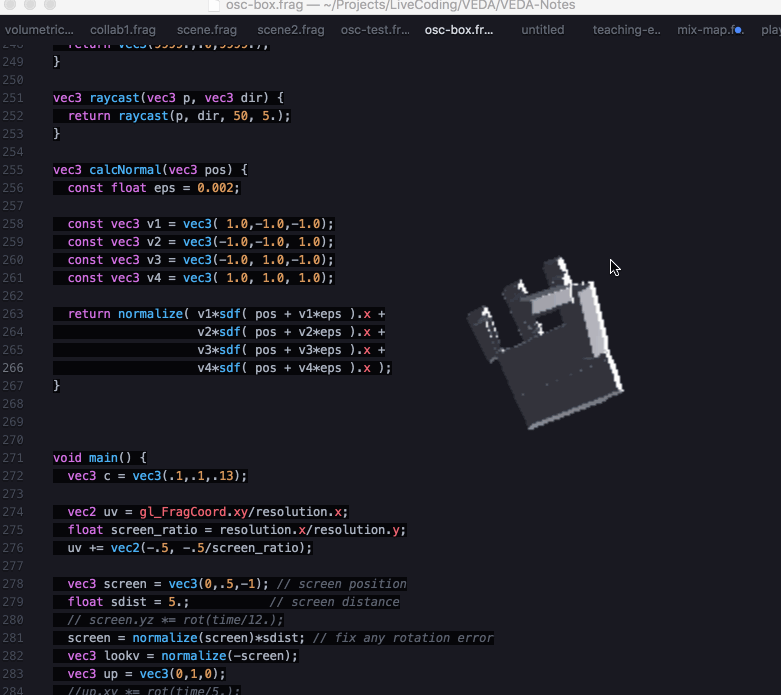 osc-box.frag — ~/Projects/LiveCoding/VEDA/VEDA-Notes
volumetric... collab1.frag scene.frag scene2.frag osc-test.fr... osc-box.fr... untitled teaching-e.. mix-map.f.. play
248 return vec3(9999.,.0,9999.);
249 }
250
251 vec3 raycast(vec3 p, vec3 dir) {
252 return raycast(p, dir, 50, 5.);
253 }
254
255 vec3 calcNormal(vec3 pos) {
256 const float eps = 0.002;
257
258 const vec3 v1 = vec3( 1.0,-1.0,-1.0);
259 const vec3 v2 = vec3(-1.0,-1.0, 1.0);
260 const vec3 v3 = vec3(-1.0, 1.0,-1.0);
261 const vec3 v4 = vec3( 1.0, 1.0, 1.0);
262
263 return normalize( v1*sdf( pos + v1*eps ).x +
264 v2*sdf( pos + v2*eps ).x +
265 v3*sdf( pos + v3*eps ).x +
266 v4*sdf( pos + v4*eps ).x );
267 }
268
269
270
271 void main() {
272 vec3 c = vec3(.1,.1,.13);
273
274 vec2 uv = gl_FragCoord.xy/resolution.x;
275 float screen_ratio = resolution.x/resolution.y;
276 uv += vec2(-.5, -.5/screen_ratio);
277
278 vec3 screen = vec3(0,.5,-1); // screen position
279 float sdist = 5.; // screen distance
280 // screen.yz *= rot(time/12.);
281 screen = normalize(screen)*sdist; // fix any rotation error
282 vec3 lookv = normalize(-screen);
283 vec3 up = vec3(0,1,0);
284 //up.xy *= rot(time/5.);